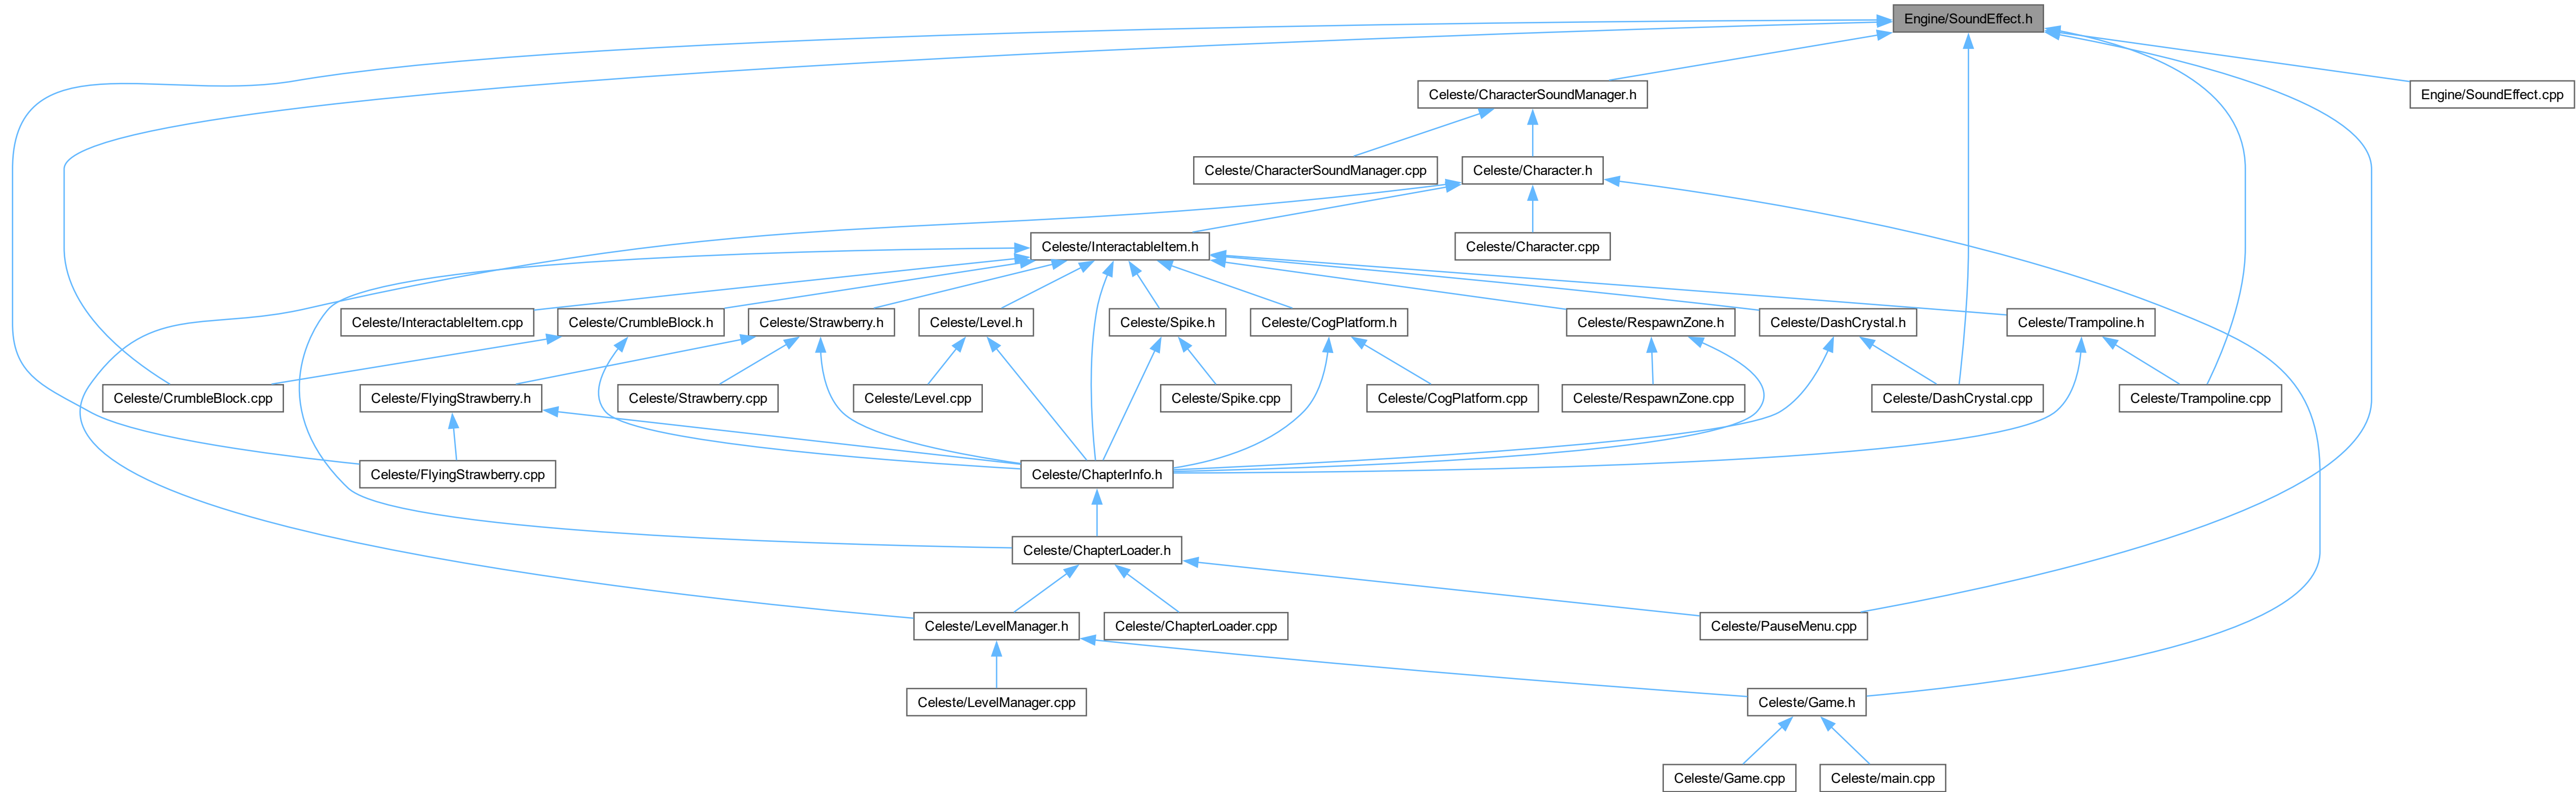 Engine/SoundEffect.h
Celeste/CharacterSoundManager.h
Engine/SoundEffect.cpp
Celeste/CharacterSoundManager.cpp
Celeste/Character.h
Celeste/InteractableItem.h
Celeste/Character.cpp
Celeste/InteractableItem.cpp
Celeste/CrumbleBlock.h
Celeste/Strawberry.h
Celeste/Level.h
Celeste/Spike.h
Celeste/CogPlatform.h
Celeste/RespawnZone.h
Celeste/DashCrystal.h
Celeste/Trampoline.h
Celeste/CrumbleBlock.cpp
Celeste/FlyingStrawberry.h
Celeste/Strawberry.cpp
Celeste/Level.cpp
Celeste/Spike.cpp
Celeste/CogPlatform.cpp
Celeste/RespawnZone.cpp
Celeste/DashCrystal.cpp
Celeste/Trampoline.cpp
Celeste/FlyingStrawberry.cpp
Celeste/ChapterInfo.h
Celeste/ChapterLoader.h
Celeste/LevelManager.h
Celeste/ChapterLoader.cpp
Celeste/PauseMenu.cpp
Celeste/LevelManager.cpp
Celeste/Game.h
Celeste/Game.cpp
Celeste/main.cpp